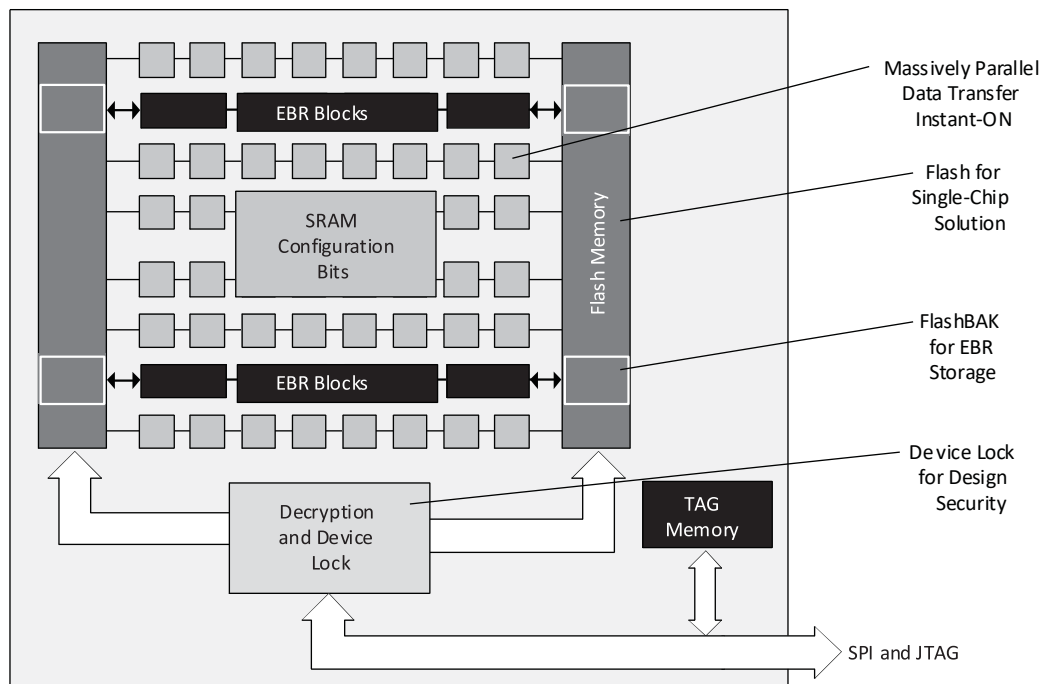 EBR Blocks
SRAM
Configuration
Bits
EBR Blocks
Flash Memory
Decryption
and Device
Lock
TAG
Memory
Massively Parallel
Data Transfer
Instant-ON
Flash for
Single-Chip
Solution
FlashBAK
for EBR
Storage
Device Lock
for Design
Security
SPI and JTAG